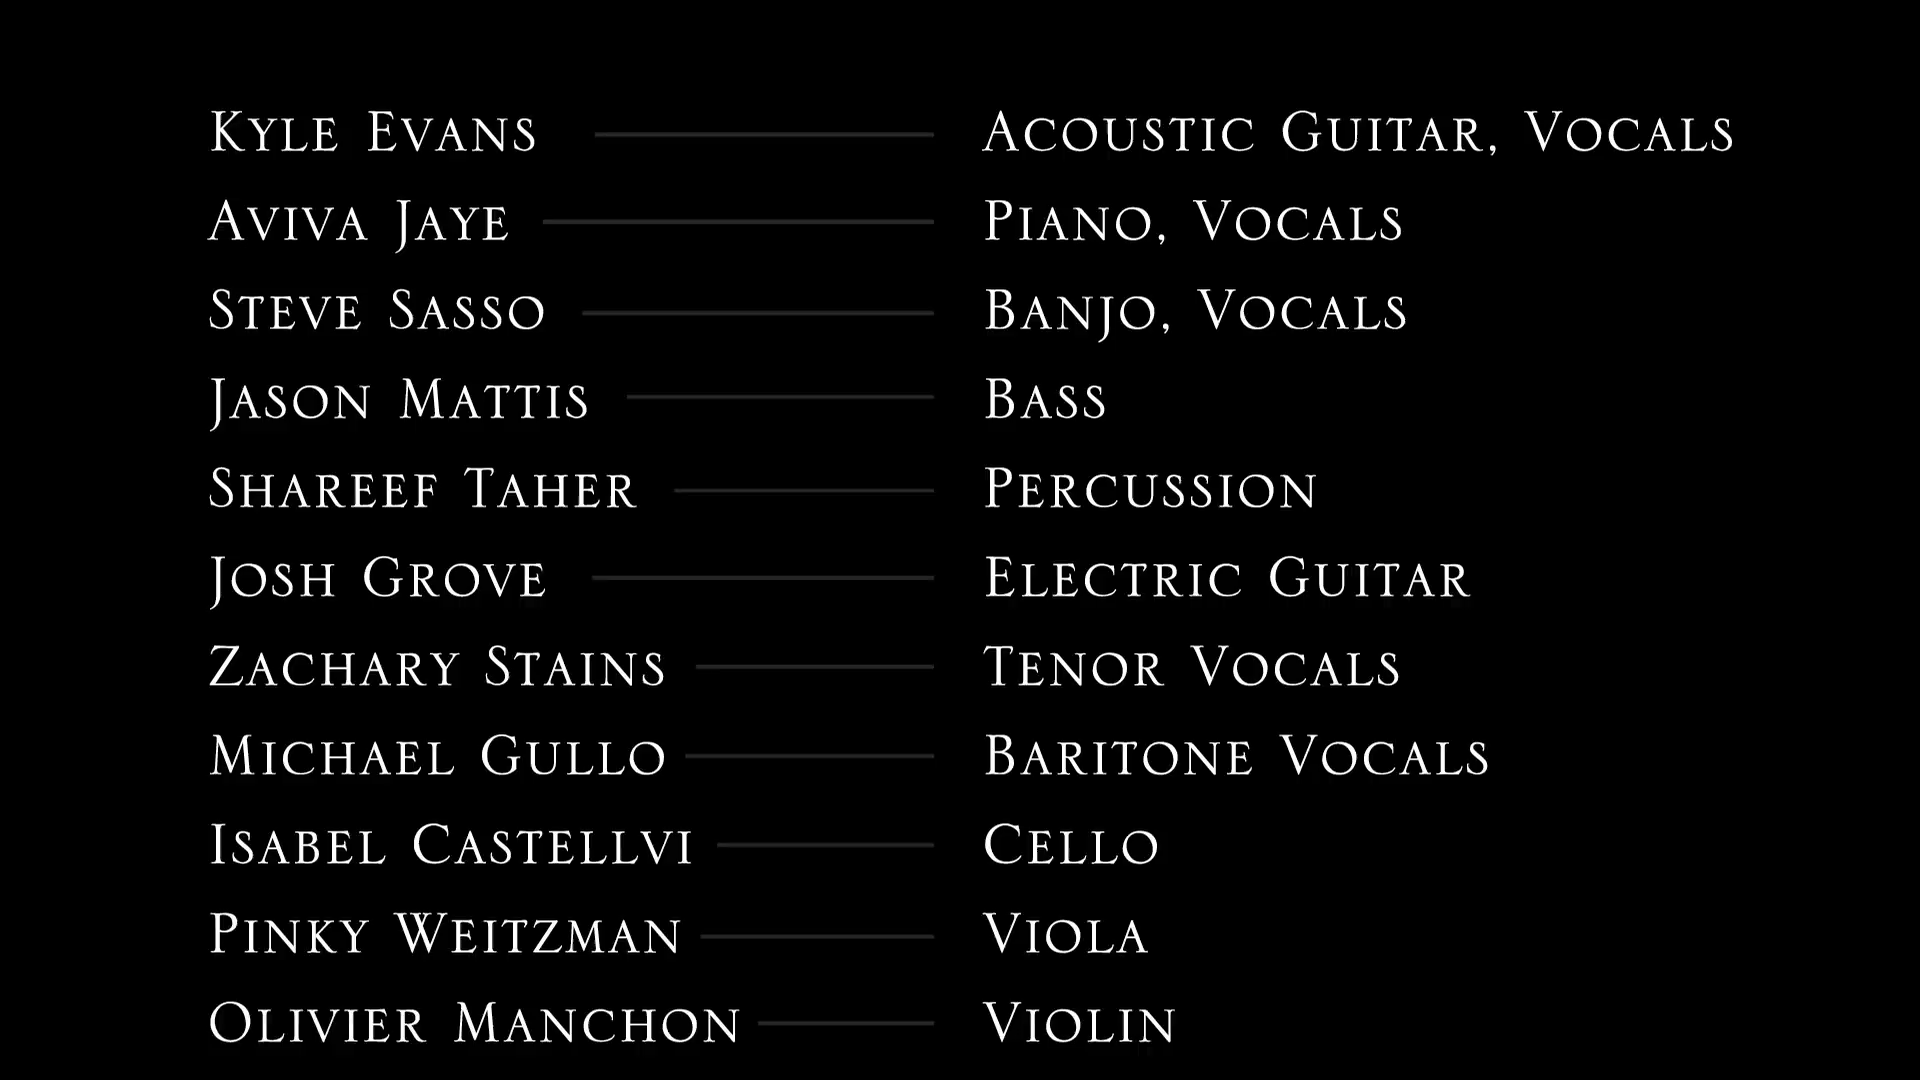 Kyle Evans Acoustic Guitar, Vocals
Aviva Jaye Piano, Vocals
Steve Sasso Banjo, Vocals
Jason Mattis Bass
Shareef Taher Percussion
Josh Grove Electric Guitar
Zachary Stains Tenor Vocals
Michael Gullo Baritone Vocals
Isabel Castellvi Cello
Pinky Weitzman Viola
Olivier Manchon Violin